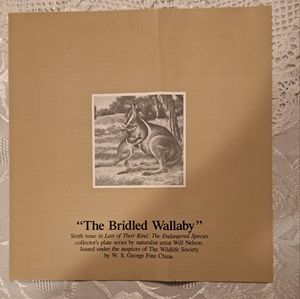 "The Bridled Wallaby"
Sixth issue in Last of Their Kind: The Endangered Species
collector's plate series by naturalist artist Will Nelson.
Issued under the auspices of The Wildlife Society
by W. S. George Fine China.